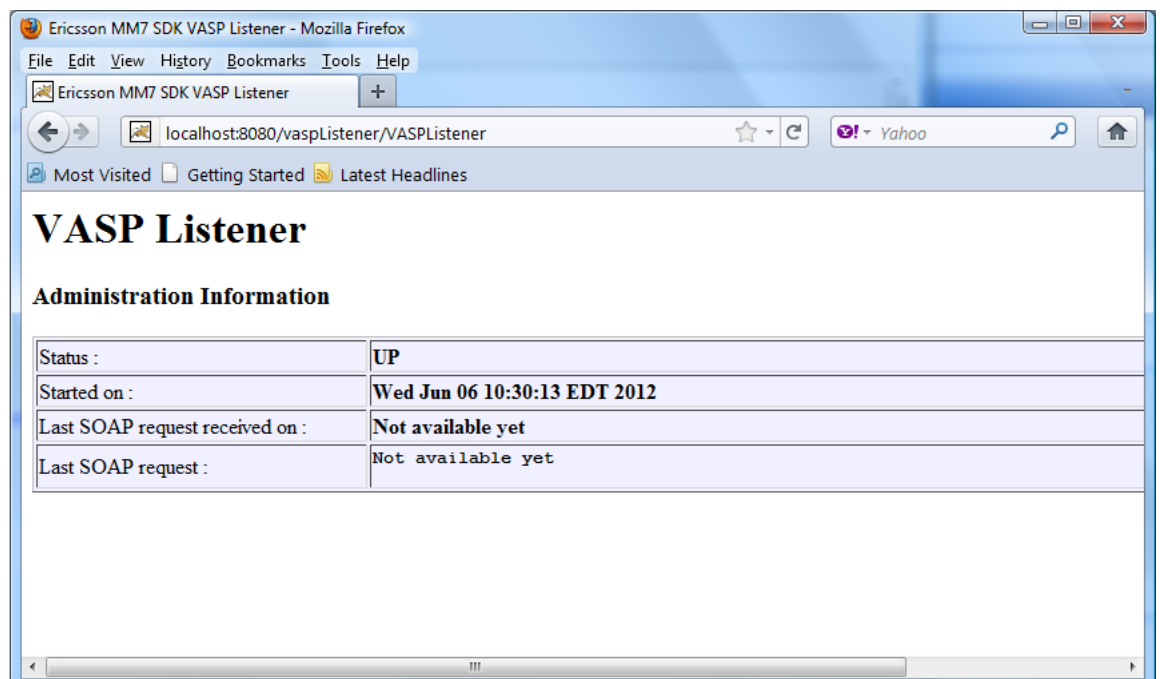 Ericsson MM7 SDK VASP Listener - Mozilla Firefox
File Edit View History Bookmarks Tools Help
Ericsson MM7 SDK VASP Listener +
localhost:8080/vaspListener/VASPListener Yahoo
Most Visited Getting Started Latest Headlines
VASP Listener
Administration Information
Status : UP
Started on : Wed Jun 06 10:30:13 EDT 2012
Last SOAP request received on : Not available yet
Last SOAP request : Not available yet